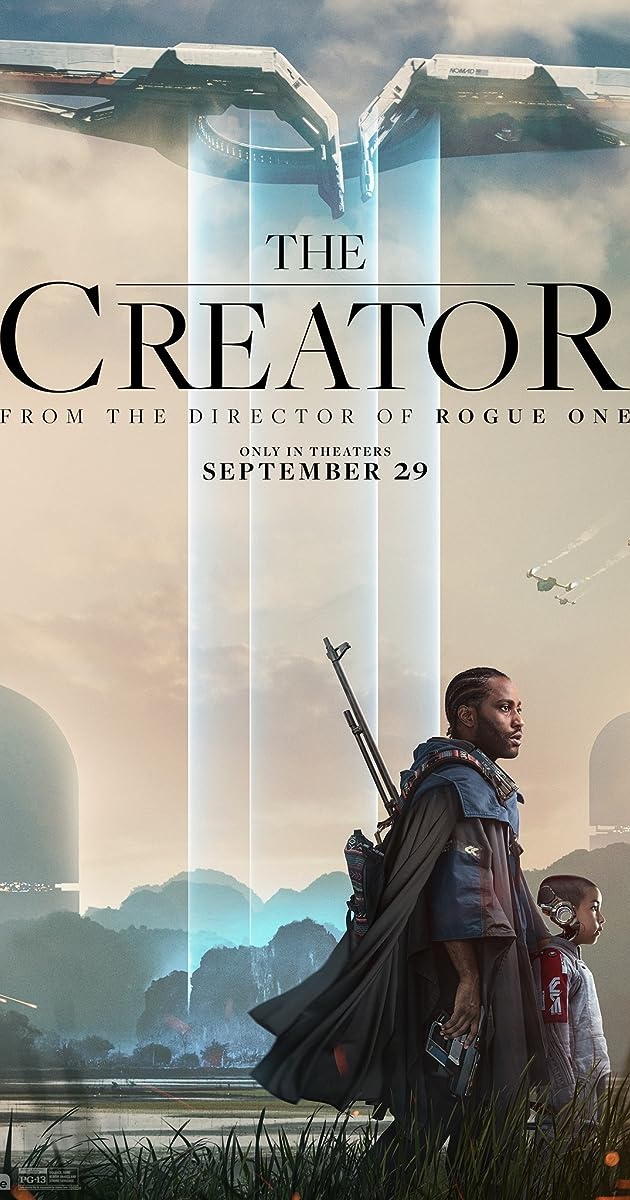 NOMAD
THE
CREATOR
FROM THE DIRECTOR OF ROGUE ONE
ONLY IN THEATERS
SEPTEMBER 29
PG-13
e